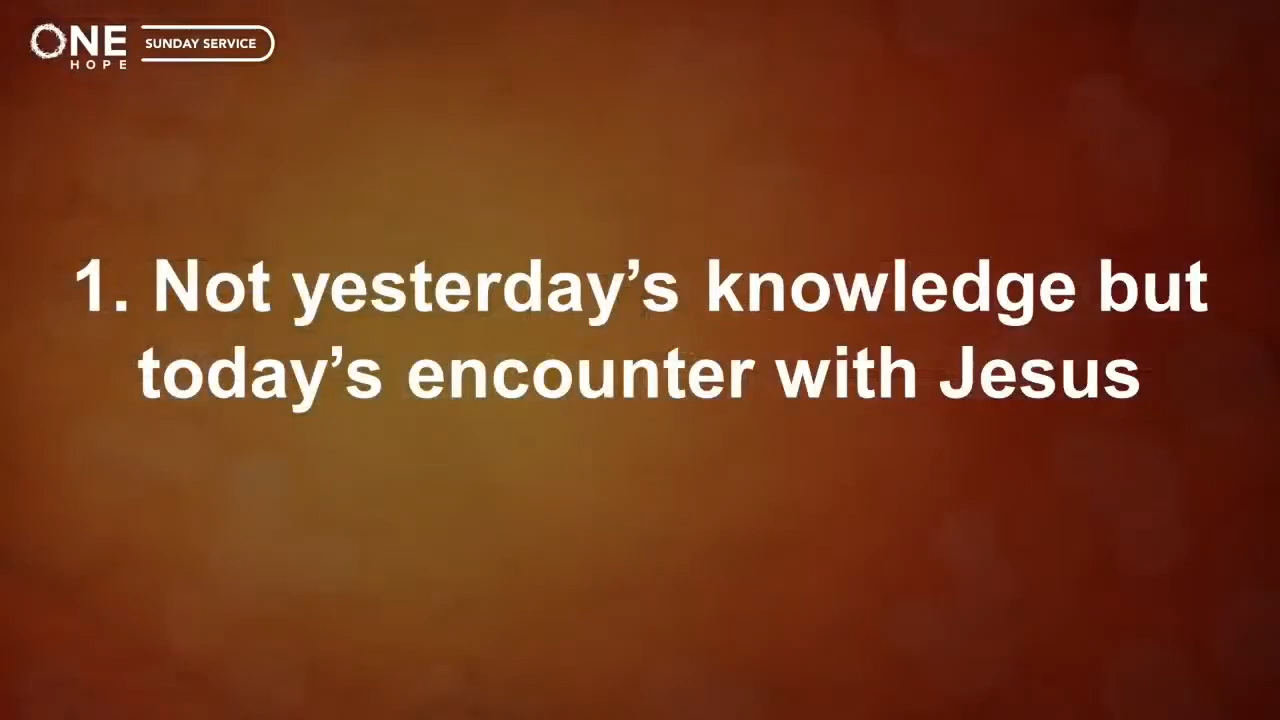 ONE
HOPE
SUNDAY SERVICE
1. Not yesterday’s knowledge but
today’s encounter with Jesus